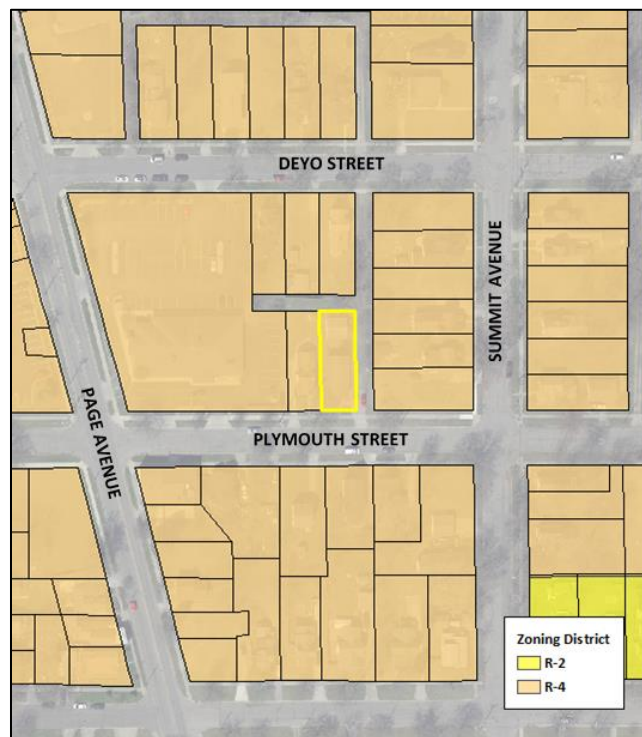 DEYO STREET
SUMMIT AVENUE
PAGE AVENUE
PLYMOUTH STREET
Zoning District
R-2
R-4